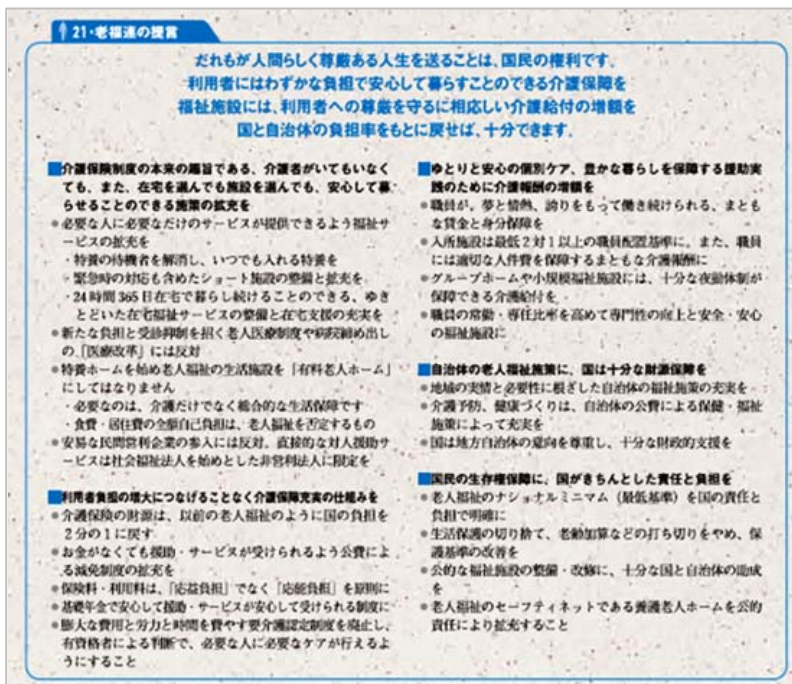 21・老福連の提言
だれもが人間らしく尊厳ある人生を送ることは、国民の権利です。
利用者にはわずかな負担で安心して暮らすことのできる介護保障を
福祉施設には、利用者への尊厳を守るに相応しい介護給付の増額を
国と自治体の負担率をもとに戻せば、十分できます。
■介護保険制度の本来の趣旨である、介護者がいてもいなく
ても、また、在宅を選んでも施設を選んでも、安心して暮
らせることのできる施策の拡充を
●必要な人に必要なだけのサービスが提供できるよう福祉サ
ービスの拡充を
・特養の待機者を解消し、いつでも入れる特養を
・緊急時の対応も含めたショート施設の整備と拡充を
・24時間365日在宅で暮らし続けることのできる、ゆき
とどいた在宅福祉サービスの整備と在宅支援の充実を
●新たな負担と受診抑制を招く老人医療制度や病院締め出し
の「医療改革」には反対
●特養ホームを始め老人福祉の生活施設を「有料老人ホーム」
にしてはなりません
・必要なのは、介護だけでなく総合的な生活保障です
・食費・居住費の全額自己負担は、老人福祉を否定するもの
●安易な民間営利企業の参入には反対。直接的な対人援助サ
ービスは社会福祉法人を始めとした非営利法人に限定を
■利用者負担の増大につなげることなく介護保障充実の仕組みを
●介護保険の財源は、以前の老人福祉のように国の負担を
2分の1に戻す
●お金がなくても援助・サービスが受けられるよう公費によ
る減免制度の拡充を
●保険料・利用料は、「応益負担」でなく「応能負担」を原則に
●基礎年金で安心して援助・サービスが安心して受けられる制度に
●膨大な費用と労力と時間を費やす要介護認定制度を廃止し、
有資格者による判断で、必要な人に必要なケアが行えるよ
うにすること
■ゆとりと安心の個別ケア、豊かな暮らしを保障する援助実
践のために介護報酬の増額を
●職員が、夢と情熱、誇りをもって働き続けられる、まとも
な賃金と身分保障を
●入所施設は最低2対1以上の職員配置基準に。また、職員
には適切な人件費を保障するまともな介護報酬に
●グループホームや小規模福祉施設には、十分な夜勤体制が
保障できる介護給付を
●職員の常勤・専任比率を高めて専門性の向上と安全・安心
の福祉施設に
■自治体の老人福祉施策に、国は十分な財源保障を
●地域の実情と必要性に根ざした自治体の福祉施策の充実を
●介護予防、健康づくりは、自治体の公費による保健・福祉
施策によって充実を
●国は地方自治体の意向を尊重し、十分な財政的支援を
■国民の生存権保障に、国がきちんとした責任と負担を
●老人福祉のナショナルミニマム（最低基準）を国の責任と
負担で明確に
●生活保護の切り捨て、老齢加算などの打ち切りをやめ、保
護基準の改善を
●公的な福祉施設の整備・改修に、十分な国と自治体の助成
を
●老人福祉のセーフティネットである養護老人ホームを公的
責任により拡充すること